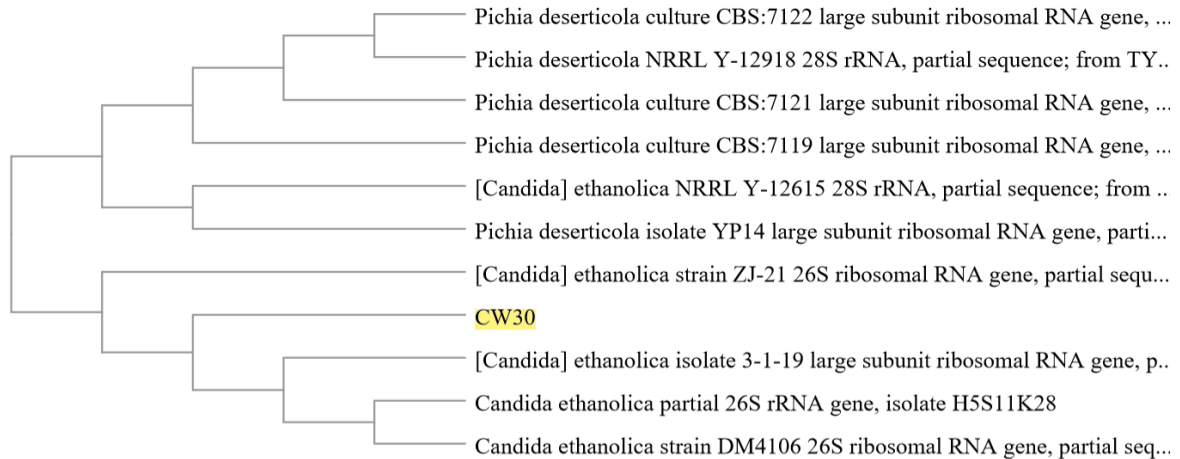 Pichia deserticola culture CBS:7122 large subunit ribosomal RNA gene, ...
Pichia deserticola NRRL Y-12918 28S rRNA, partial sequence; from TY..
Pichia deserticola culture CBS:7121 large subunit ribosomal RNA gene, ...
Pichia deserticola culture CBS:7119 large subunit ribosomal RNA gene, ...
[Candida] ethanolica NRRL Y-12615 28S rRNA, partial sequence; from ..
Pichia deserticola isolate YP14 large subunit ribosomal RNA gene, parti...
[Candida] ethanolica strain ZJ-21 26S ribosomal RNA gene, partial sequ...
CW30
[Candida] ethanolica isolate 3-1-19 large subunit ribosomal RNA gene, p..
Candida ethanolica partial 26S rRNA gene, isolate H5S11K28
Candida ethanolica strain DM4106 26S ribosomal RNA gene, partial seq...